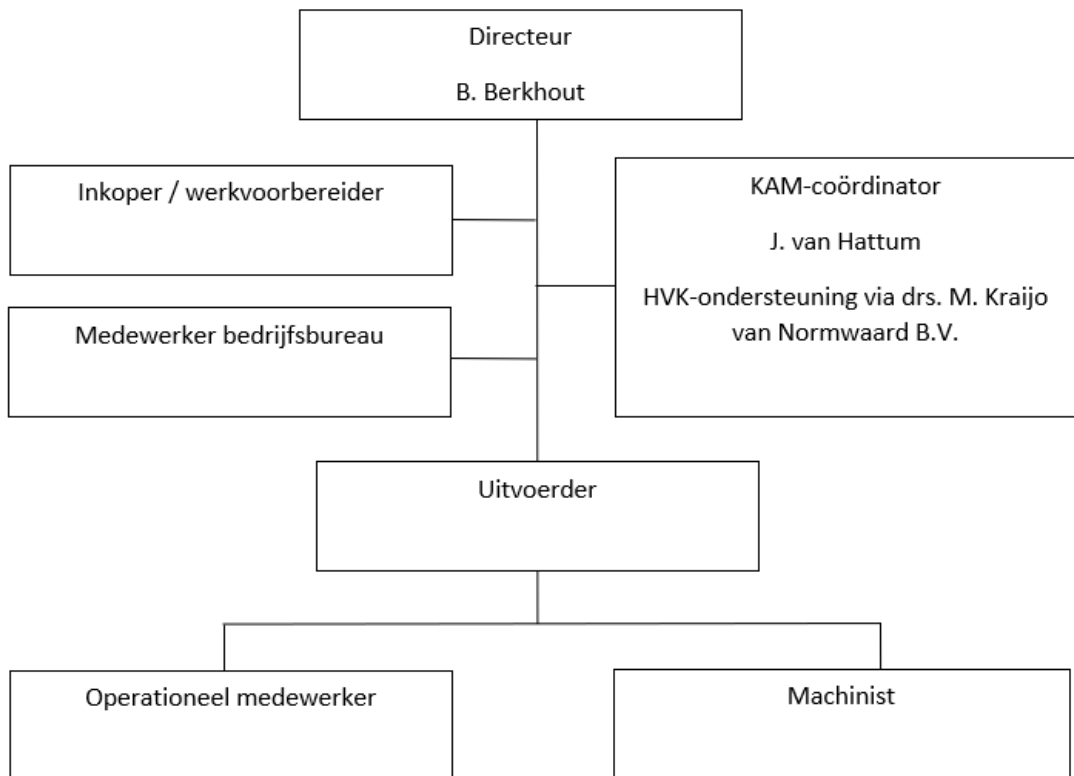 Directeur
B. Berkhout
Inkoper / werkvoorbereider
KAM-coördinator
J. van Hattum
HVK-ondersteuning via drs. M. Kraijo
van Normwaard B.V.
Medewerker bedrijfsbureau
Uitvoerder
Operationeel medewerker
Machinist